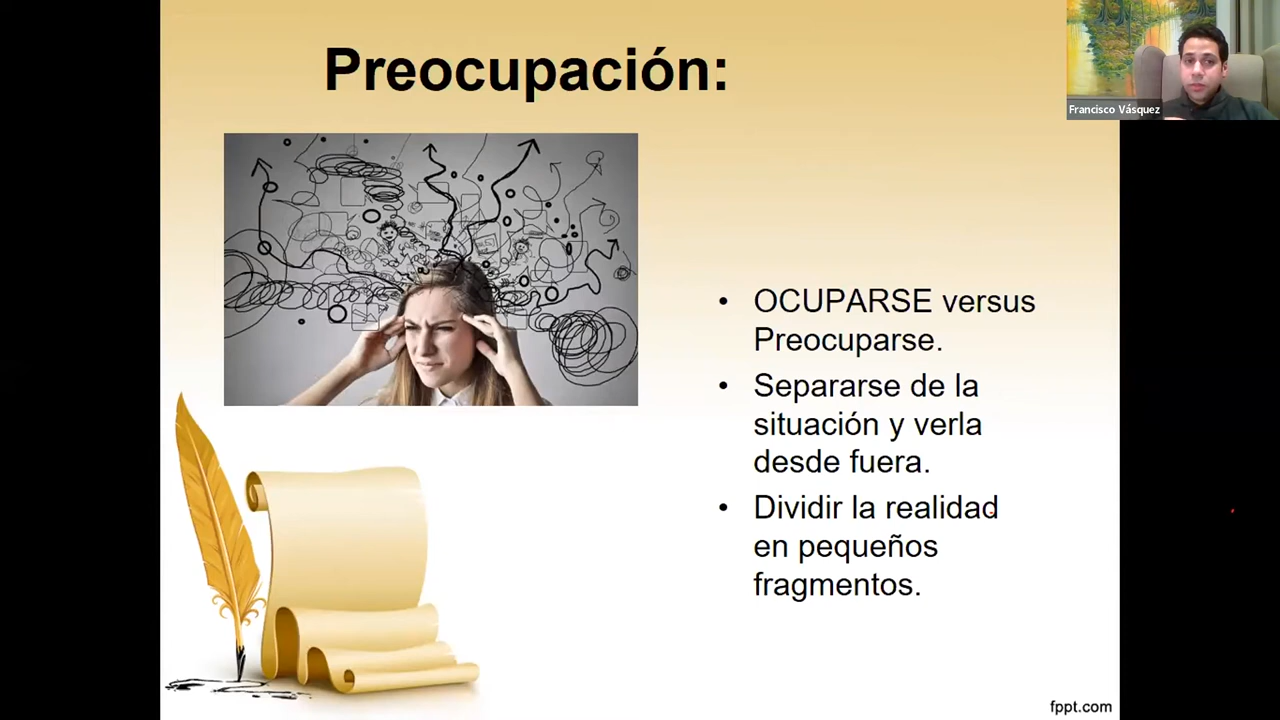 Preocupación:
Francisco Vásquez
• OCUPARSE versus
Preocuparse.
• Separarse de la
situación y verla
desde fuera.
• Dividir la realidad
en pequeños
fragmentos.
fppt.com